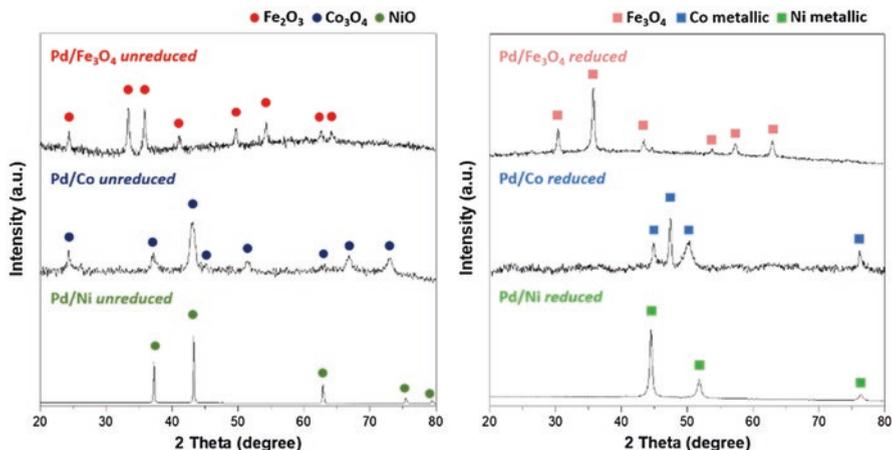 Fe₂O₃ Co₃O₄ NiO
Pd/Fe₃O₄ unreduced
Pd/Co unreduced
Pd/Ni unreduced
Intensity (a.u.)
20 30 40 50 60 70 80
2 Theta (degree)
Fe₃O₄ Co metallic Ni metallic
Pd/Fe₃O₄ reduced
Pd/Co reduced
Pd/Ni reduced
Intensity (a.u.)
20 30 40 50 60 70 80
2 Theta (degree)